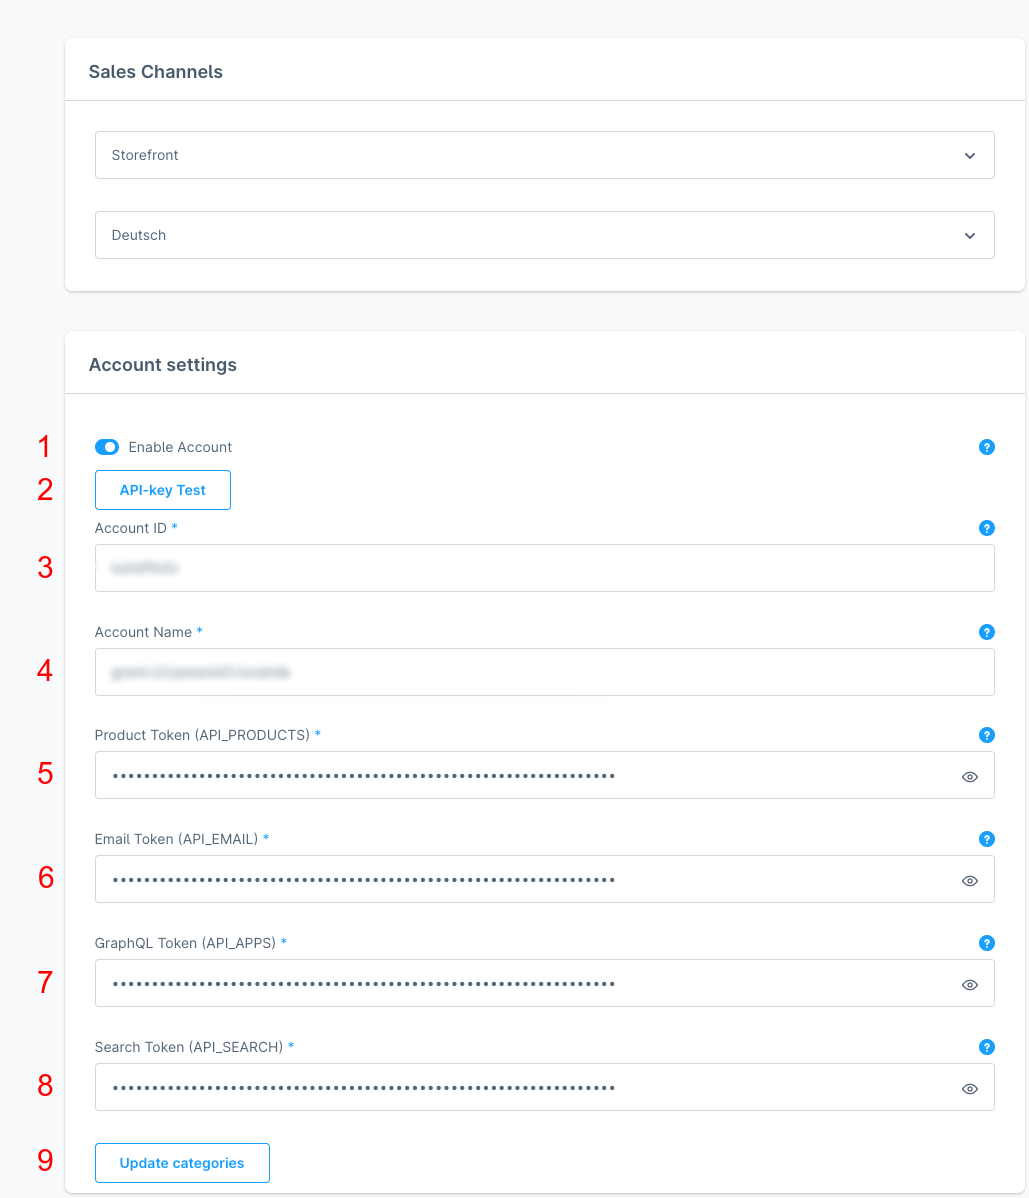 Sales Channels
Storefront
Deutsch
Account settings
1 Enable Account ?
2 API-key Test
Account ID * ?
3
Account Name * ?
4
Product Token (API_PRODUCTS) * ?
5 ••••••••••••••••••••••••••••••••••••••••••••••••••••••••••••••••
Email Token (API_EMAIL) * ?
6 ••••••••••••••••••••••••••••••••••••••••••••••••••••••••••••••••
GraphQL Token (API_APPS) * ?
7 ••••••••••••••••••••••••••••••••••••••••••••••••••••••••••••••••
Search Token (API_SEARCH) * ?
8 ••••••••••••••••••••••••••••••••••••••••••••••••••••••••••••••••
9 Update categories